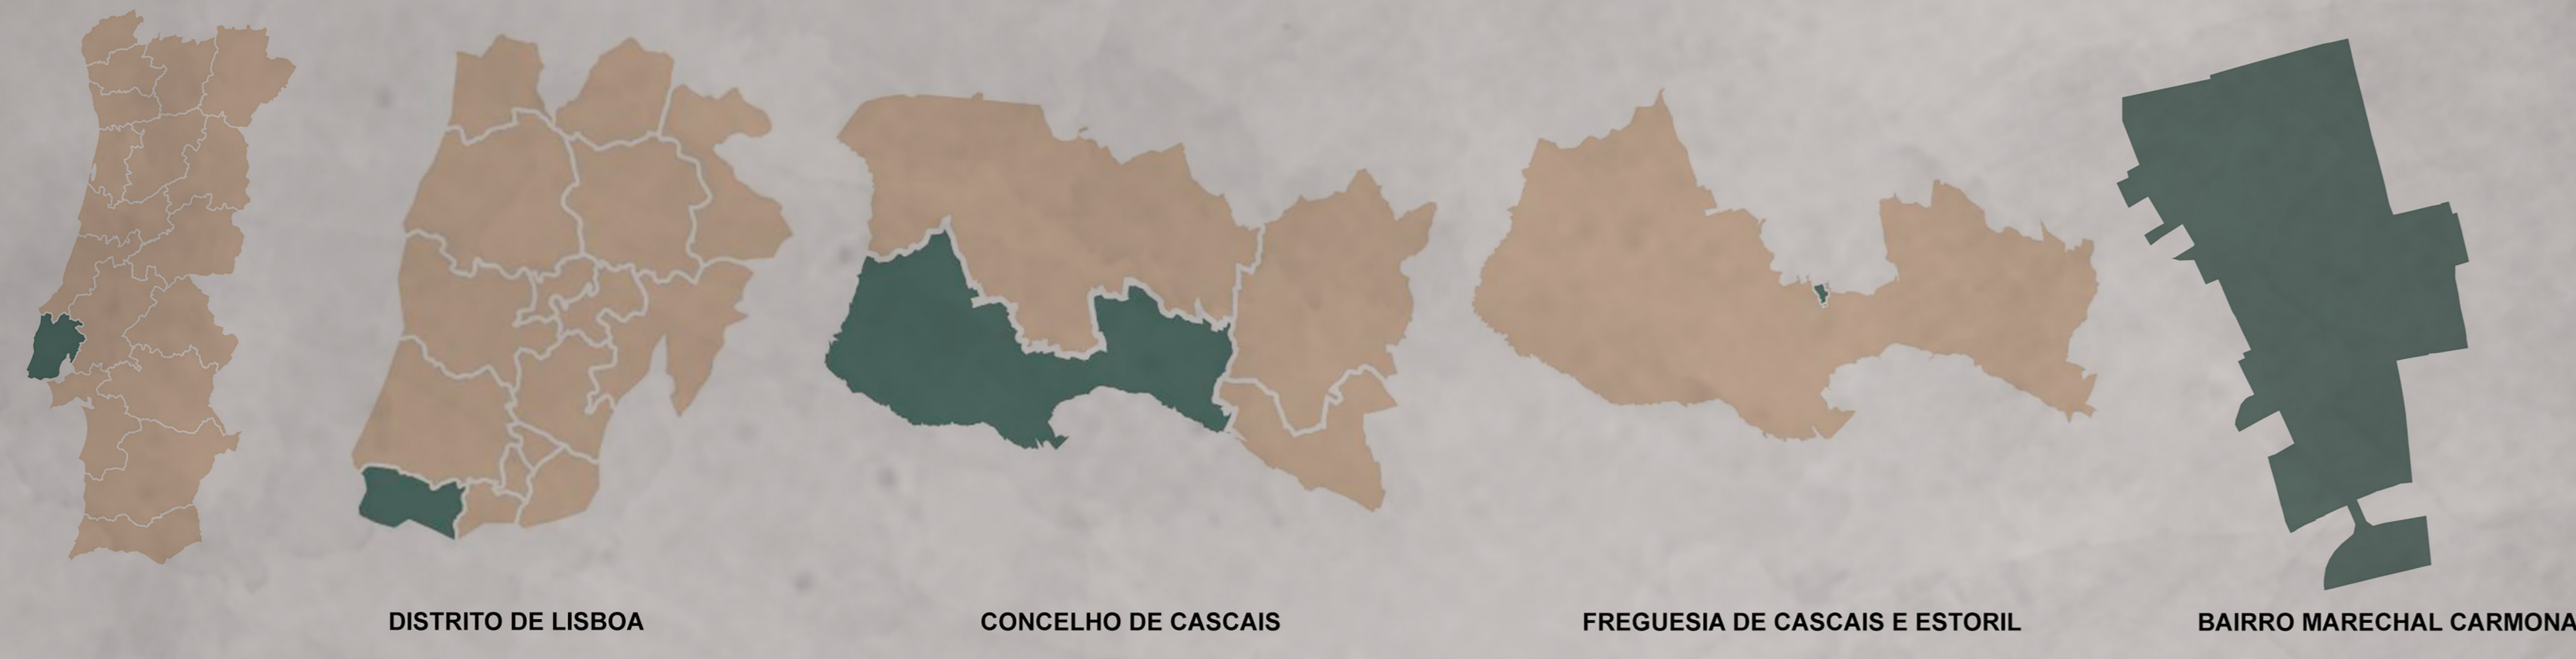 DISTRITO DE LISBOA
CONCELHO DE CASCAIS
FREGUESIA DE CASCAIS E ESTORIL
BAIRRO MARECHAL CARMONA